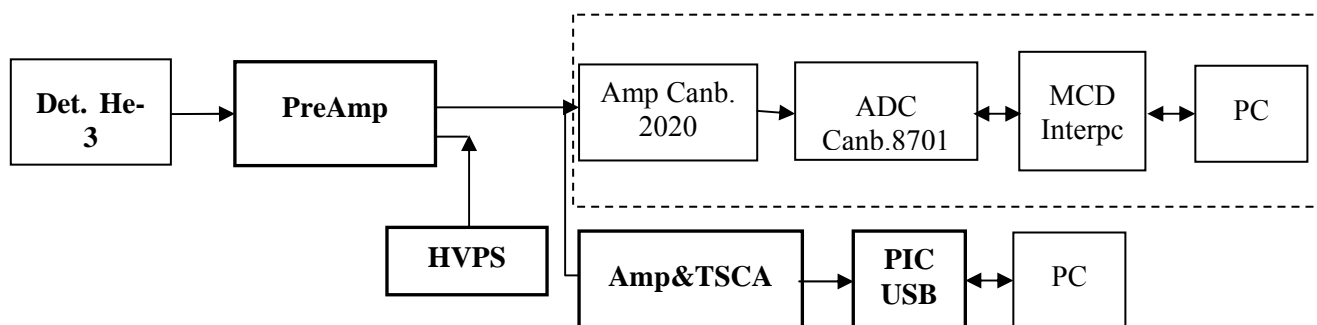 Det. He-
3
PreAmp
Amp Canb.
2020
ADC
Canb.8701
MCD
Interpc
PC
HVPS
Amp&TSCA
PIC
USB
PC